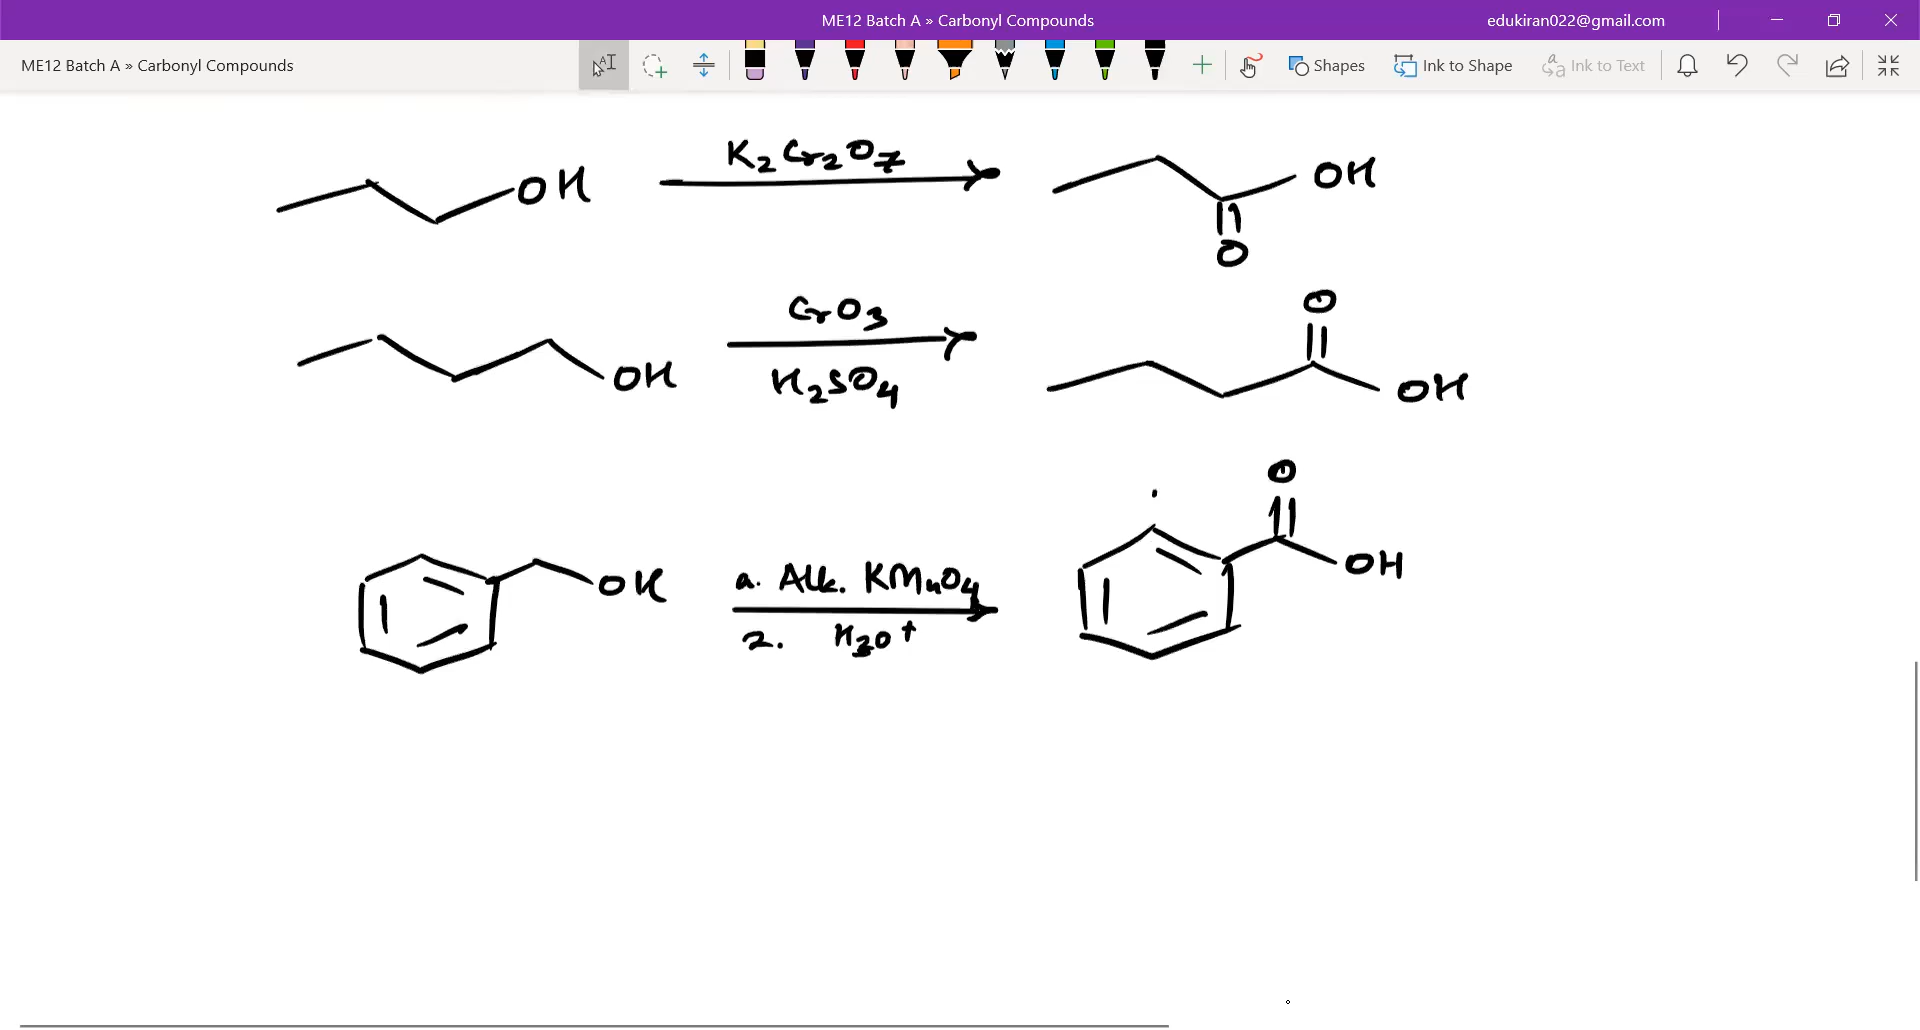 ME12 Batch A » Carbonyl Compounds
edukiran022@gmail.com
ME12 Batch A » Carbonyl Compounds
Shapes
Ink to Shape
Ink to Text
OH K₂Cr₂O₇ OH
O
O
CrO₃
OH H₂SO₄ OH
O
OH a. Alk. KMnO₄ OH
2. H₃O⁺